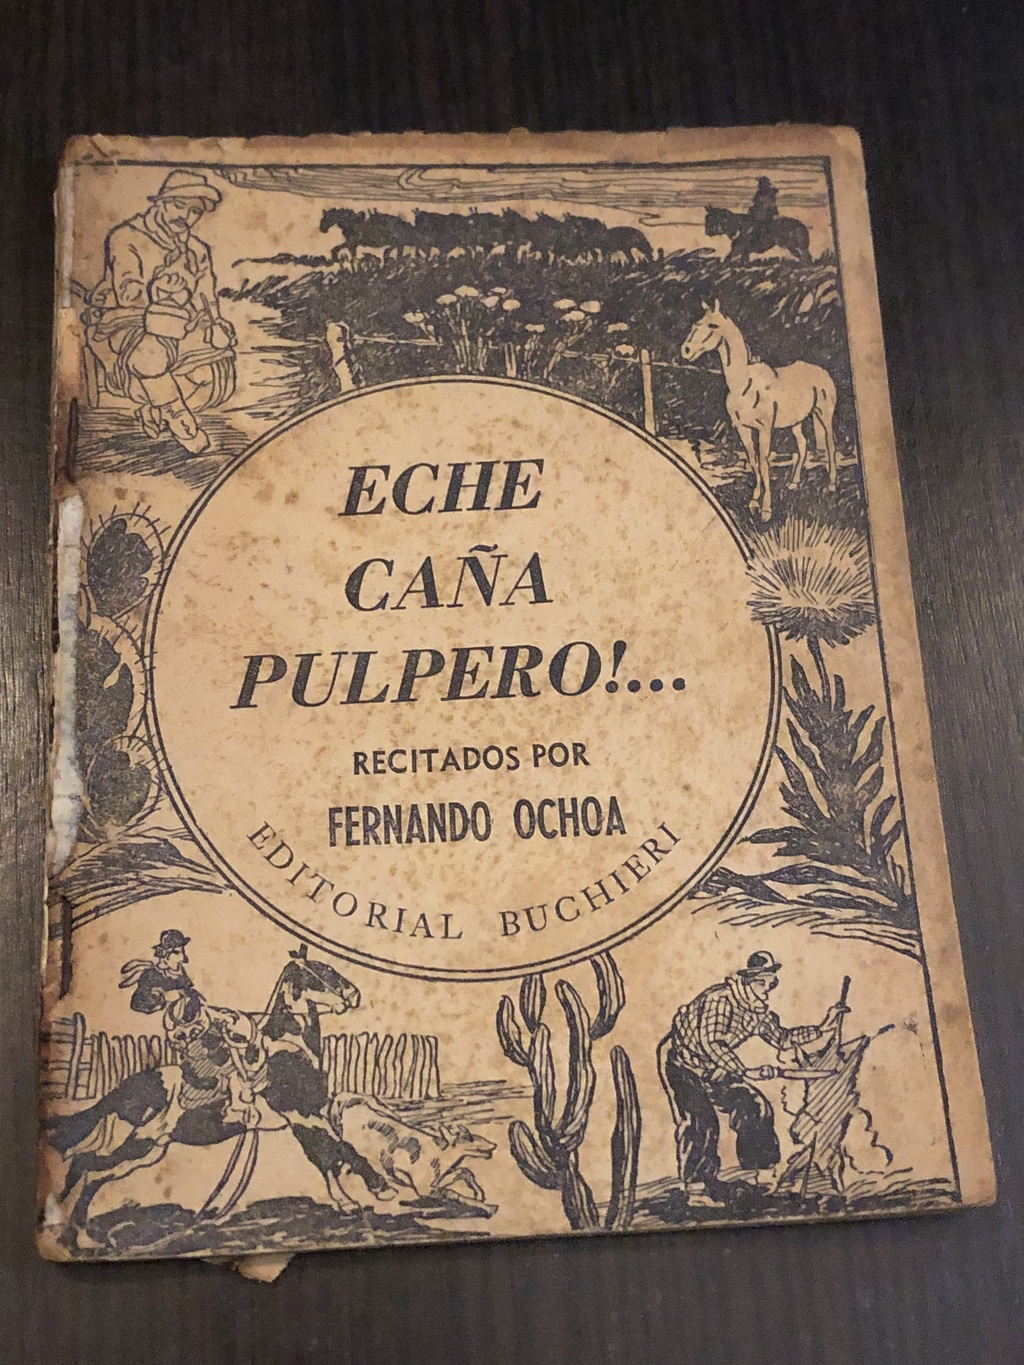 ECHE
CAÑA
PULPERO!...
RECITADOS POR
FERNANDO OCHOA
EDITORIAL BUCHIERI